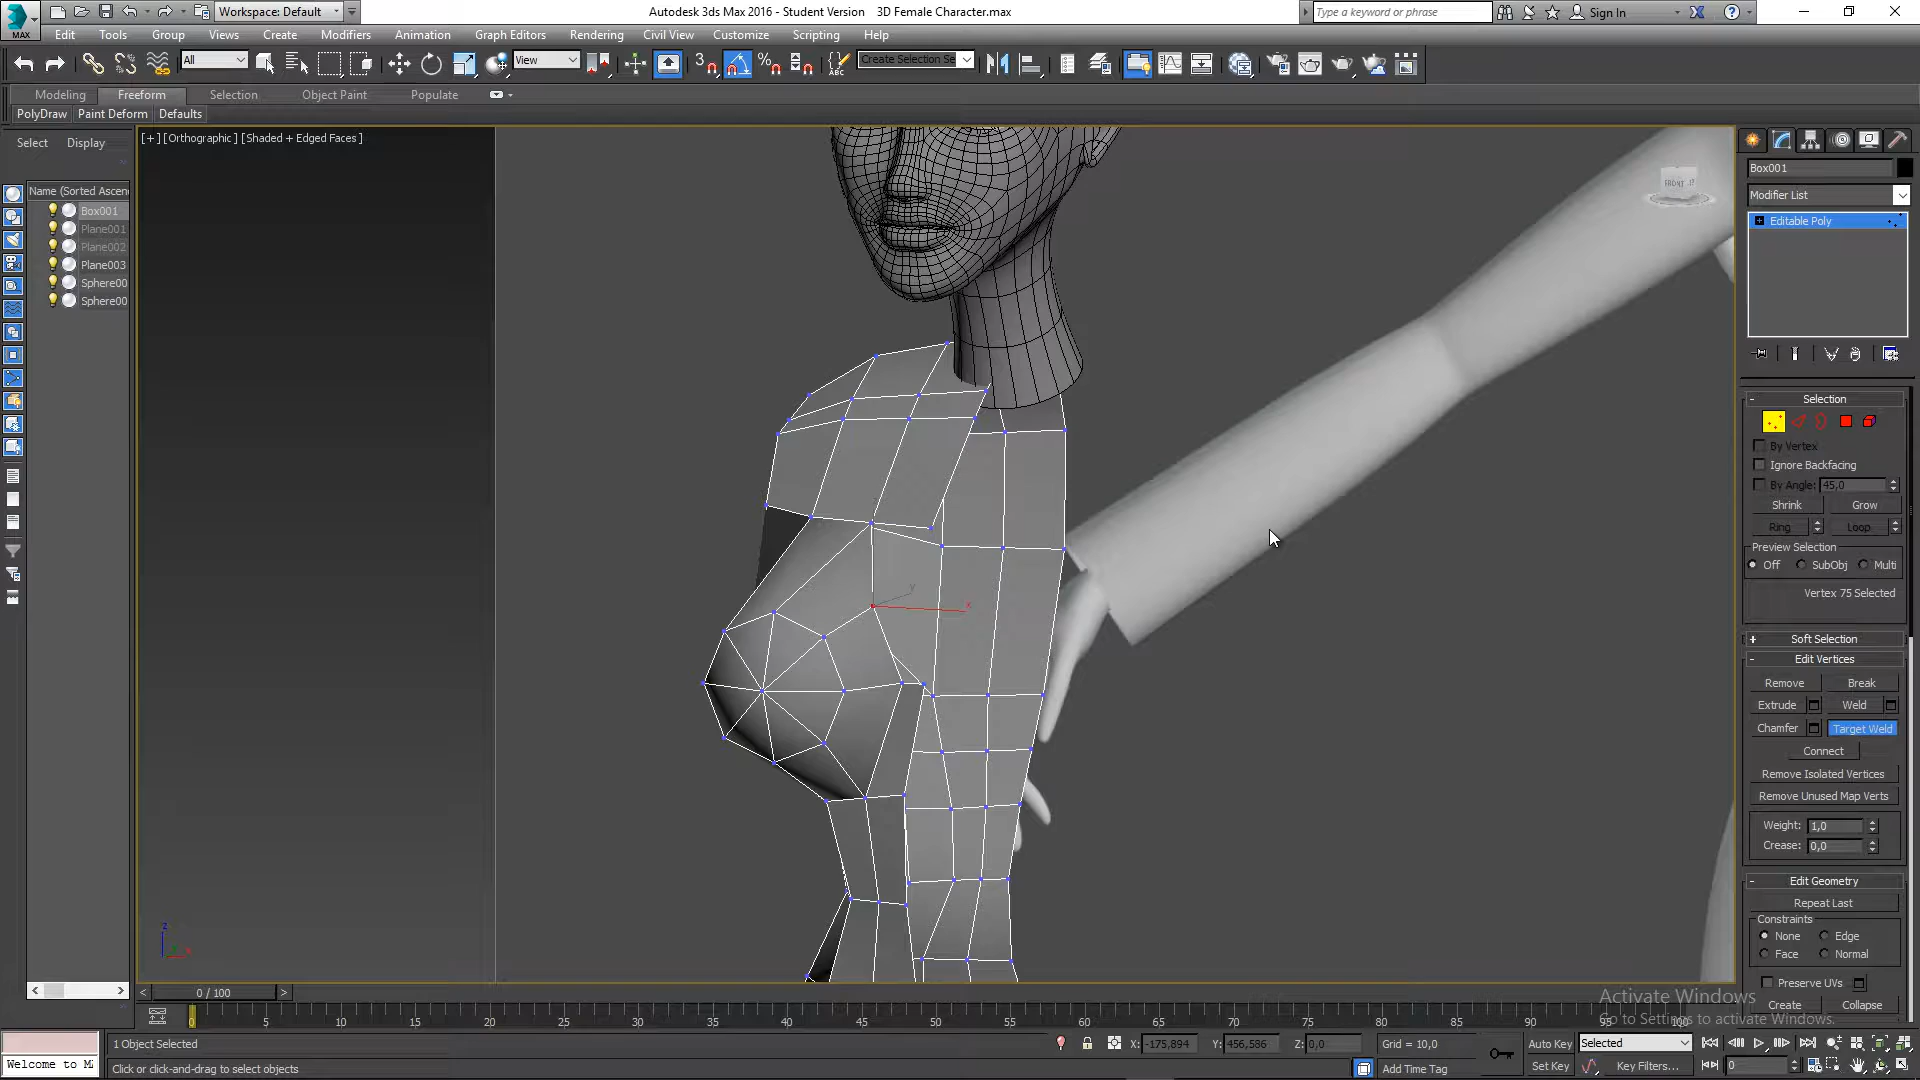 MAX
Workspace: Default
Autodesk 3ds Max 2016 - Student Version 3D Female Character.max
Type a keyword or phrase
Sign In
Edit Tools Group Views Create Modifiers Animation Graph Editors Rendering Civil View Customize Scripting Help
All
View
3
Create Selection Se
Modeling Freeform Selection Object Paint Populate
PolyDraw Paint Deform Defaults
Select Display
[+] [Orthographic] [Shaded + Edged Faces]
Name (Sorted Ascen
Box001
Plane001
Plane002
Plane003
Sphere00
Sphere00
FRONT
Box001
Modifier List
Editable Poly
Selection
By Vertex
Ignore Backfacing
By Angle: 45,0
Shrink Grow
Ring Loop
Preview Selection
Off SubObj Multi
Vertex 75 Selected
Soft Selection
Edit Vertices
Remove Break
Extrude Weld
Chamfer Target Weld
Connect
Remove Isolated Vertices
Remove Unused Map Verts
Weight: 1,0
Crease: 0,0
Edit Geometry
Repeat Last
Constraints
None Edge
Face Normal
Preserve UVs
Create Collapse
x
y
z
x
0 / 100
0 5 10 15 20 25 30 35 40 45 50 55 60 65 70 75 80 85 90 95 100
Activate Windows
Go to Settings to activate Windows.
1 Object Selected
X: -175,894 Y: 456,586 Z: 0,0
Grid = 10,0
Auto Key Selected
Welcome to M
Click or click-and-drag to select objects
Add Time Tag
Set Key Key Filters... 0